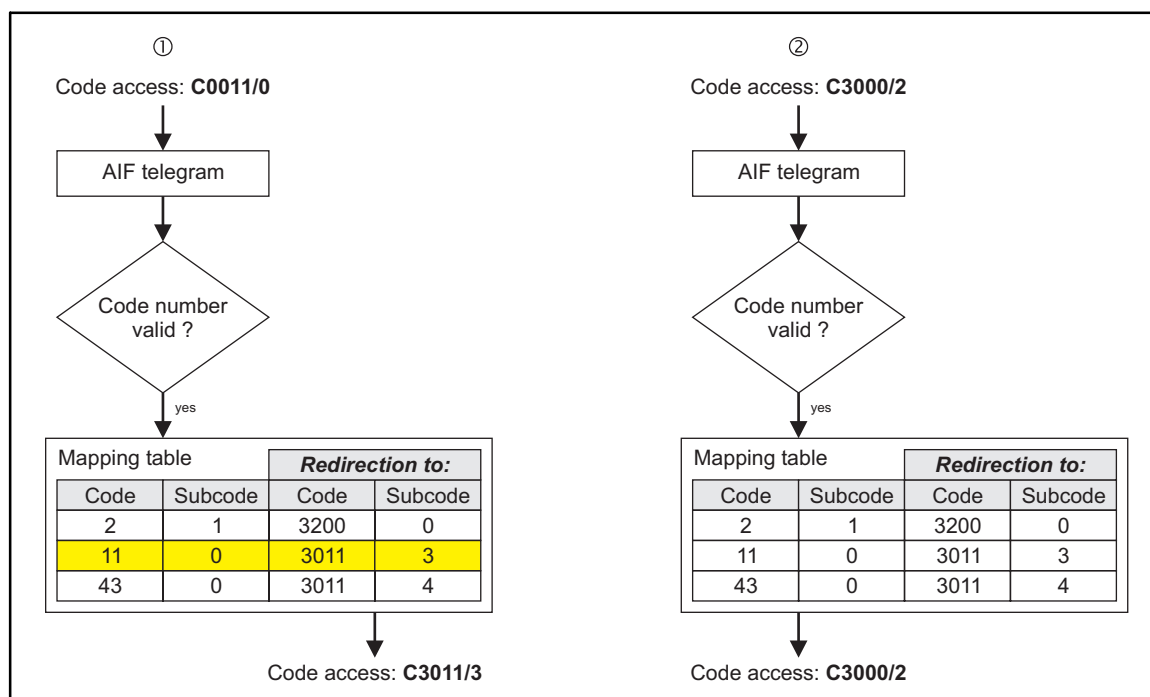 ①
Code access: C0011/0
AIF telegram
Code number
valid ?
yes
Mapping table
Redirection to:
Code Subcode Code Subcode
2 1 3200 0
11 0 3011 3
43 0 3011 4
Code access: C3011/3
②
Code access: C3000/2
AIF telegram
Code number
valid ?
yes
Mapping table
Redirection to:
Code Subcode Code Subcode
2 1 3200 0
11 0 3011 3
43 0 3011 4
Code access: C3000/2